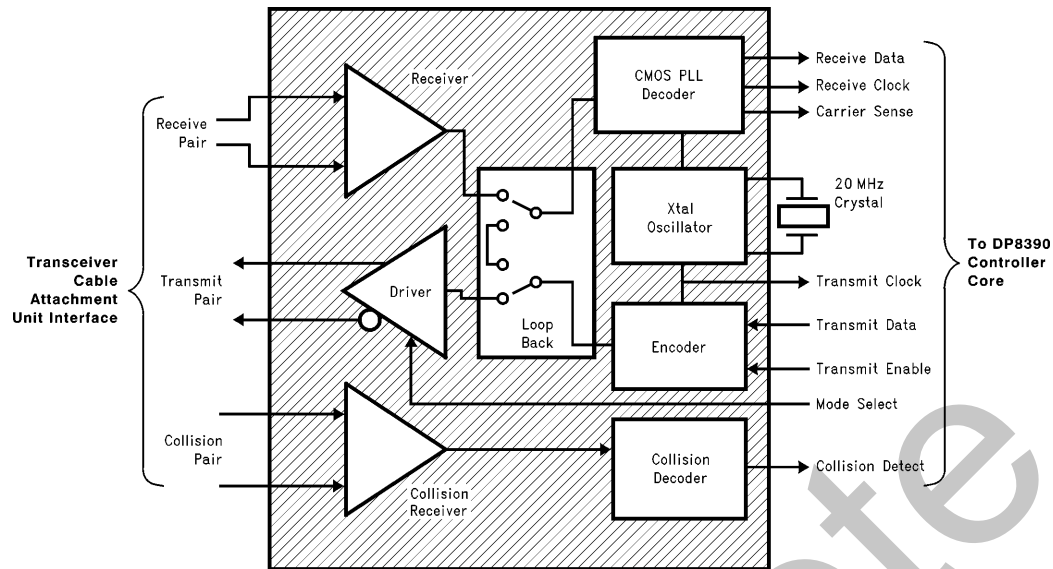 Receiver
CMOS PLL
Decoder
Receive Data
Receive Clock
Carrier Sense
Receive
Pair
20 MHz
Crystal
Xtal
Oscillator
Transceiver
Cable
Attachment
Unit Interface
Transmit
Pair
Driver
Loop
Back
Encoder
Transmit Clock
Transmit Data
Transmit Enable
Mode Select
To DP8390
Controller
Core
Collision
Pair
Collision
Receiver
Collision
Decoder
Collision Detect